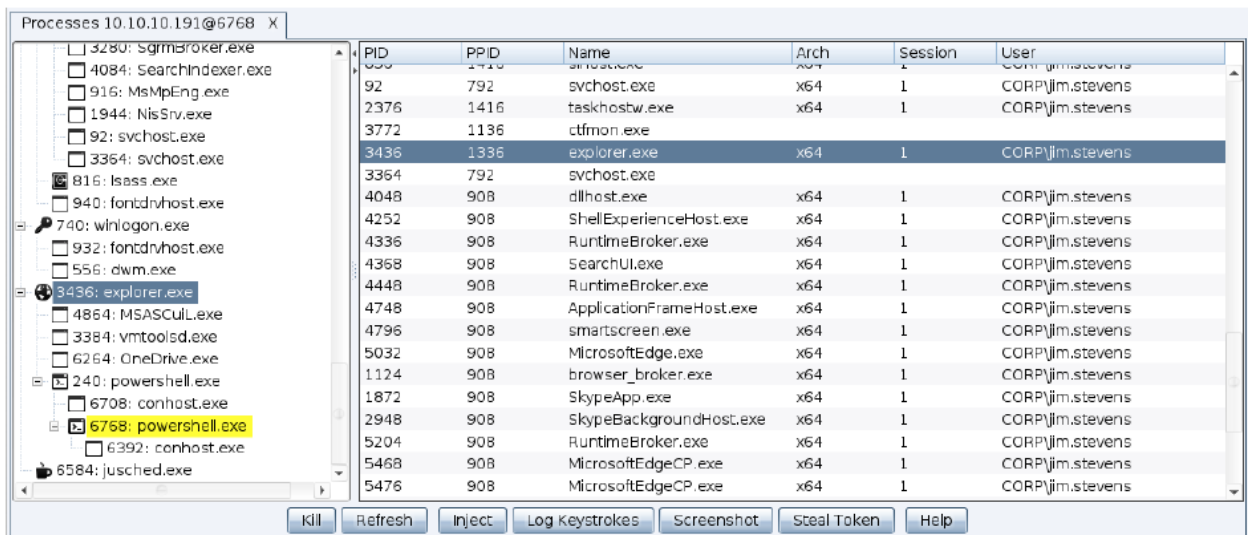 Processes 10.10.10.191@6768 X
3280: SgrmBroker.exe
4084: SearchIndexer.exe
916: MsMpEng.exe
1944: NisSrv.exe
92: svchost.exe
3364: svchost.exe
816: lsass.exe
940: fontdrvhost.exe
740: winlogon.exe
932: fontdrvhost.exe
556: dwm.exe
3436: explorer.exe
4864: MSASCuiL.exe
3384: vmtoolsd.exe
6264: OneDrive.exe
240: powershell.exe
6708: conhost.exe
6768: powershell.exe
6392: conhost.exe
6584: jusched.exe
PID PPID Name Arch Session User
92 792 svchost.exe x64 1 CORP\jim.stevens
2376 1416 taskhostw.exe x64 1 CORP\jim.stevens
3772 1136 ctfmon.exe
3436 1336 explorer.exe x64 1 CORP\jim.stevens
3364 792 svchost.exe
4048 908 dllhost.exe x64 1 CORP\jim.stevens
4252 908 ShellExperienceHost.exe x64 1 CORP\jim.stevens
4336 908 RuntimeBroker.exe x64 1 CORP\jim.stevens
4368 908 SearchUI.exe x64 1 CORP\jim.stevens
4448 908 RuntimeBroker.exe x64 1 CORP\jim.stevens
4748 908 ApplicationFrameHost.exe x64 1 CORP\jim.stevens
4796 908 smartscreen.exe x64 1 CORP\jim.stevens
5032 908 MicrosoftEdge.exe x64 1 CORP\jim.stevens
1124 908 browser_broker.exe x64 1 CORP\jim.stevens
1872 908 SkypeApp.exe x64 1 CORP\jim.stevens
2948 908 SkypeBackgroundHost.exe x64 1 CORP\jim.stevens
5204 908 RuntimeBroker.exe x64 1 CORP\jim.stevens
5468 908 MicrosoftEdgeCP.exe x64 1 CORP\jim.stevens
5476 908 MicrosoftEdgeCP.exe x64 1 CORP\jim.stevens
Kill Refresh Inject Log Keystrokes Screenshot Steal Token Help